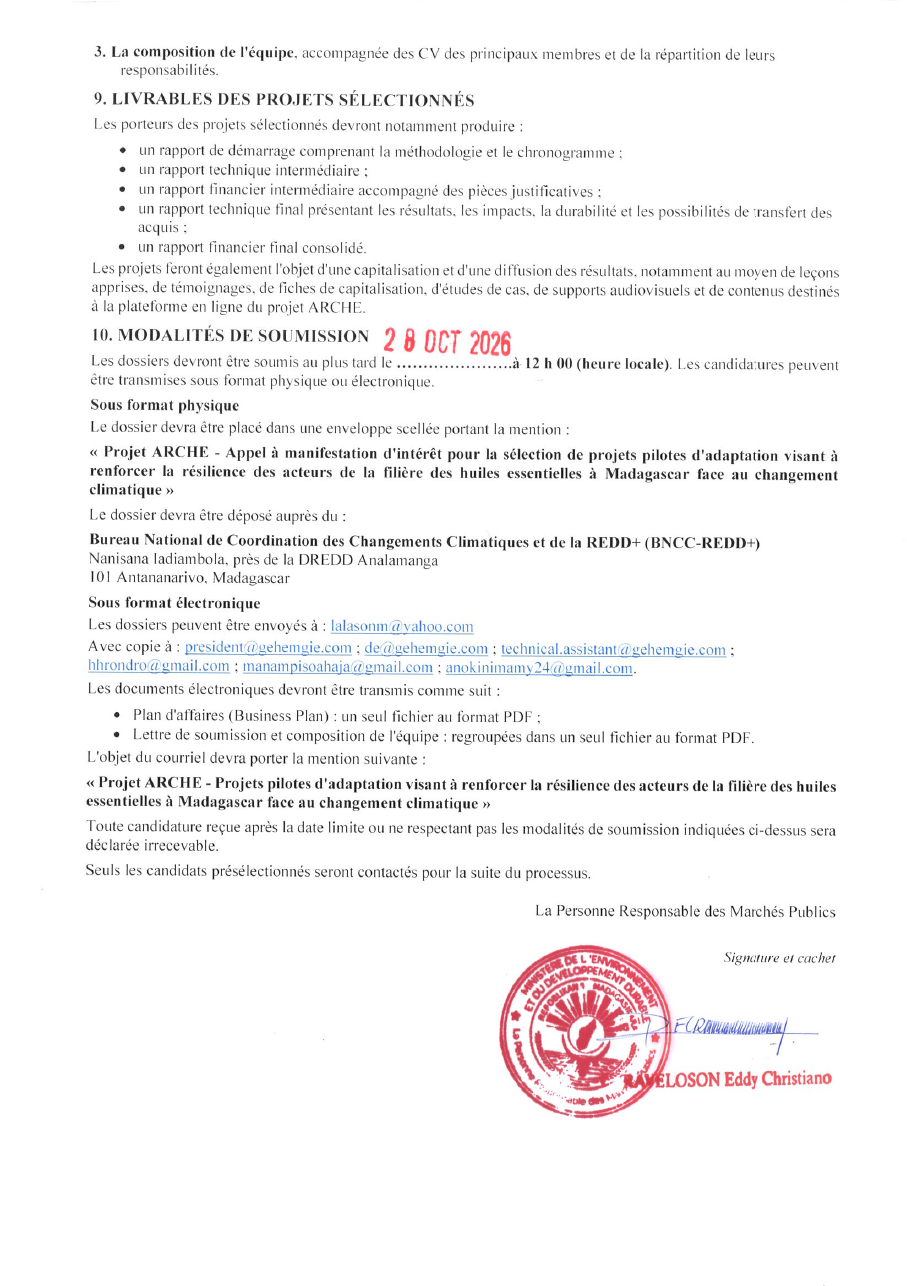 3. La composition de l'équipe, accompagnée des CV des principaux membres et de la répartition de leurs
responsabilités.
9. LIVRABLES DES PROJETS SÉLECTIONNÉS
Les porteurs des projets sélectionnés devront notamment produire :
• un rapport de démarrage comprenant la méthodologie et le chronogramme ;
• un rapport technique intermédiaire ;
• un rapport financier intermédiaire accompagné des pièces justificatives ;
• un rapport technique final présentant les résultats, les impacts, la durabilité et les possibilités de transfert des
acquis ;
• un rapport financier final consolidé.
Les projets feront également l'objet d'une capitalisation et d'une diffusion des résultats, notamment au moyen de leçons
apprises, de témoignages, de fiches de capitalisation, d'études de cas, de supports audiovisuels et de contenus destinés
à la plateforme en ligne du projet ARCHE.
10. MODALITÉS DE SOUMISSION 28 OCT 2026
Les dossiers devront être soumis au plus tard le ......................à 12 h 00 (heure locale). Les candidatures peuvent
être transmises sous format physique ou électronique.
Sous format physique
Le dossier devra être placé dans une enveloppe scellée portant la mention :
« Projet ARCHE - Appel à manifestation d'intérêt pour la sélection de projets pilotes d'adaptation visant à
renforcer la résilience des acteurs de la filière des huiles essentielles à Madagascar face au changement
climatique »
Le dossier devra être déposé auprès du :
Bureau National de Coordination des Changements Climatiques et de la REDD+ (BNCC-REDD+)
Nanisana Iadiambola, près de la DREDD Analamanga
101 Antananarivo, Madagascar
Sous format électronique
Les dossiers peuvent être envoyés à : lalasonm@yahoo.com
Avec copie à : president@gehemgie.com ; de@gehemgie.com ; technical.assistant@gehemgie.com ;
hhrondro@gmail.com ; manampisoahaja@gmail.com ; anokinimamy24@gmail.com.
Les documents électroniques devront être transmis comme suit :
• Plan d'affaires (Business Plan) : un seul fichier au format PDF ;
• Lettre de soumission et composition de l'équipe : regroupées dans un seul fichier au format PDF.
L'objet du courriel devra porter la mention suivante :
« Projet ARCHE - Projets pilotes d'adaptation visant à renforcer la résilience des acteurs de la filière des huiles
essentielles à Madagascar face au changement climatique »
Toute candidature reçue après la date limite ou ne respectant pas les modalités de soumission indiquées ci-dessus sera
déclarée irrecevable.
Seuls les candidats présélectionnés seront contactés pour la suite du processus.
La Personne Responsable des Marchés Publics
Signature et cachet
MINISTERE DE L'ENVIRONNEMENT
ET DU DEVELOPPEMENT DURABLE
La Personne
RAVELOSON Eddy Christiano